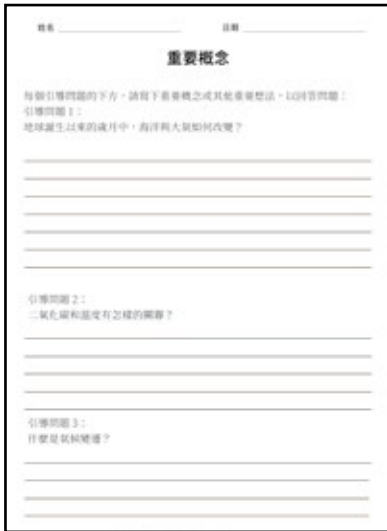 姓名 日期
重要概念
每個引導問題的下方，請寫下重要概念或其他重要想法，以回答問題：
引導問題 1：
地球誕生以來的歲月中，海洋與大氣如何改變？
引導問題 2：
二氧化碳和溫度有怎樣的關聯？
引導問題 3：
什麼是氣候變遷？